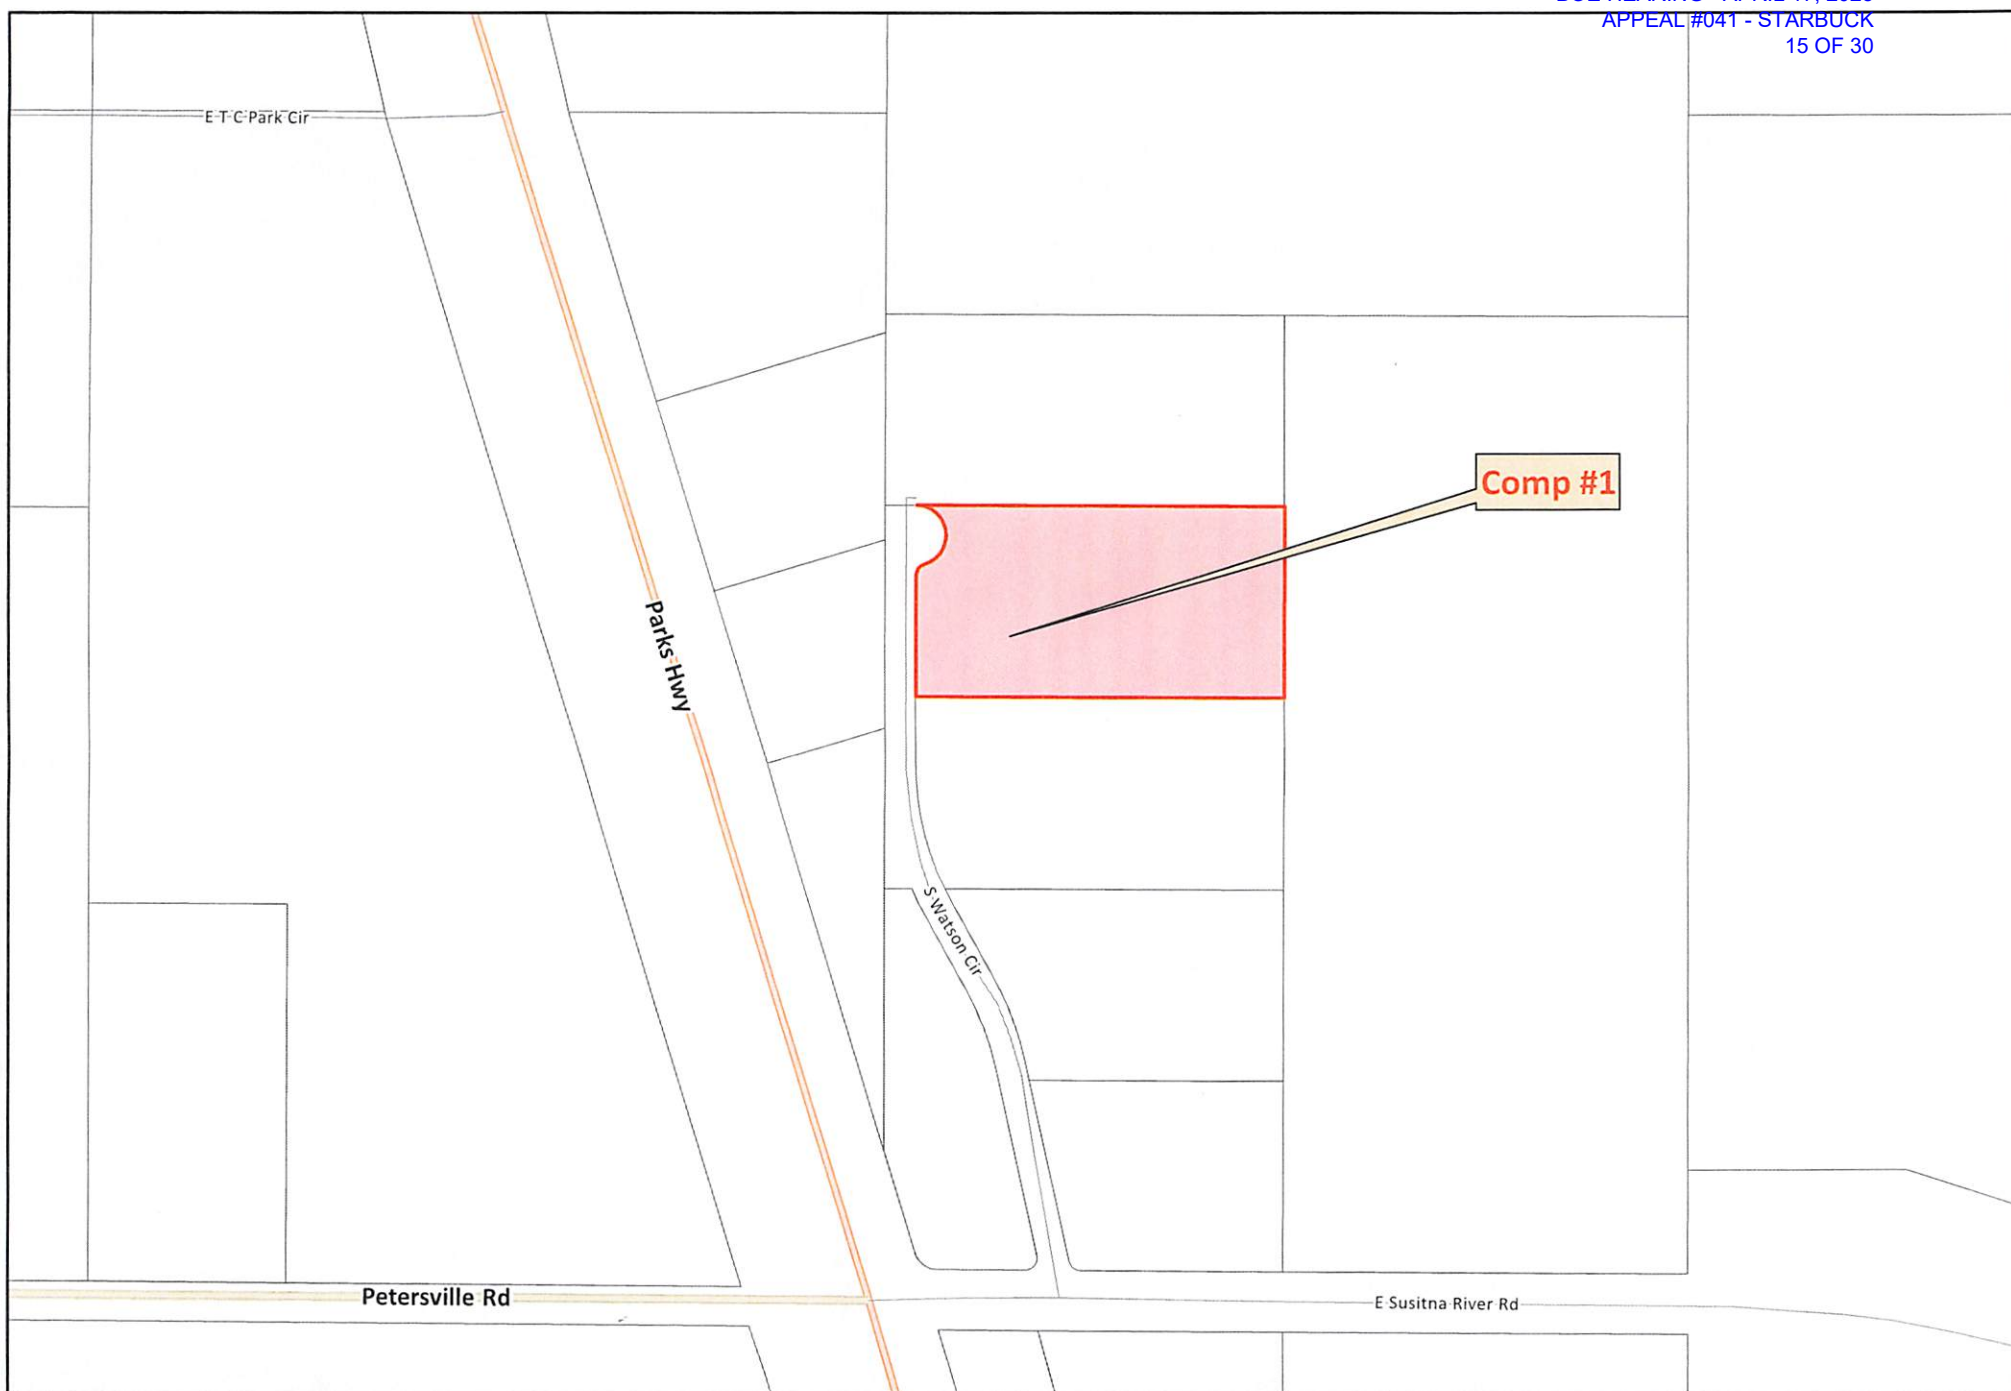 APPEAL #041 - STARBUCK
15 OF 30
E T C Park Cir
Comp #1
Parks Hwy
S Watson Cir
Petersville Rd
E Susitna River Rd